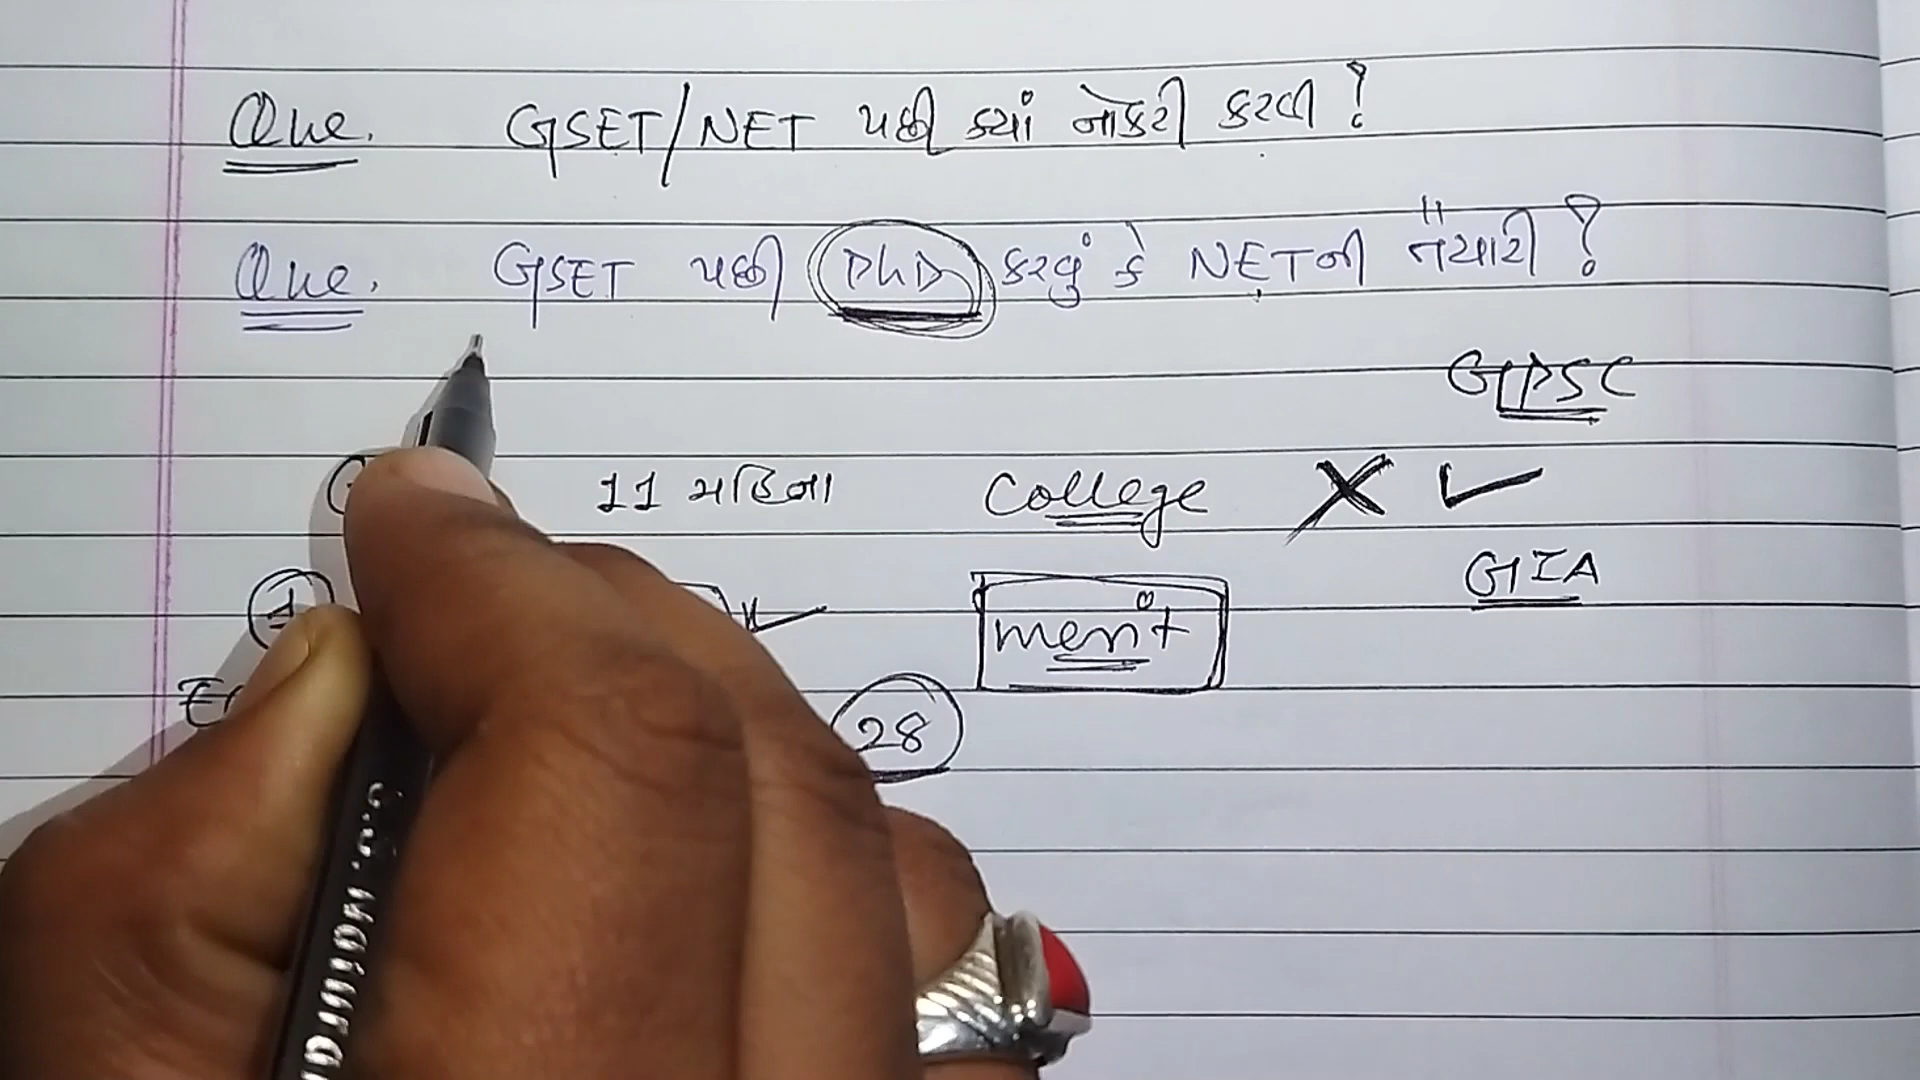 Que. GSET/NET પછી ક્યાં નોકરી કરવી?
Que. GSET પછી PhD કરવું કે NETની તૈયારી?
GPSC
11 મહિના College
GIA
merit
28